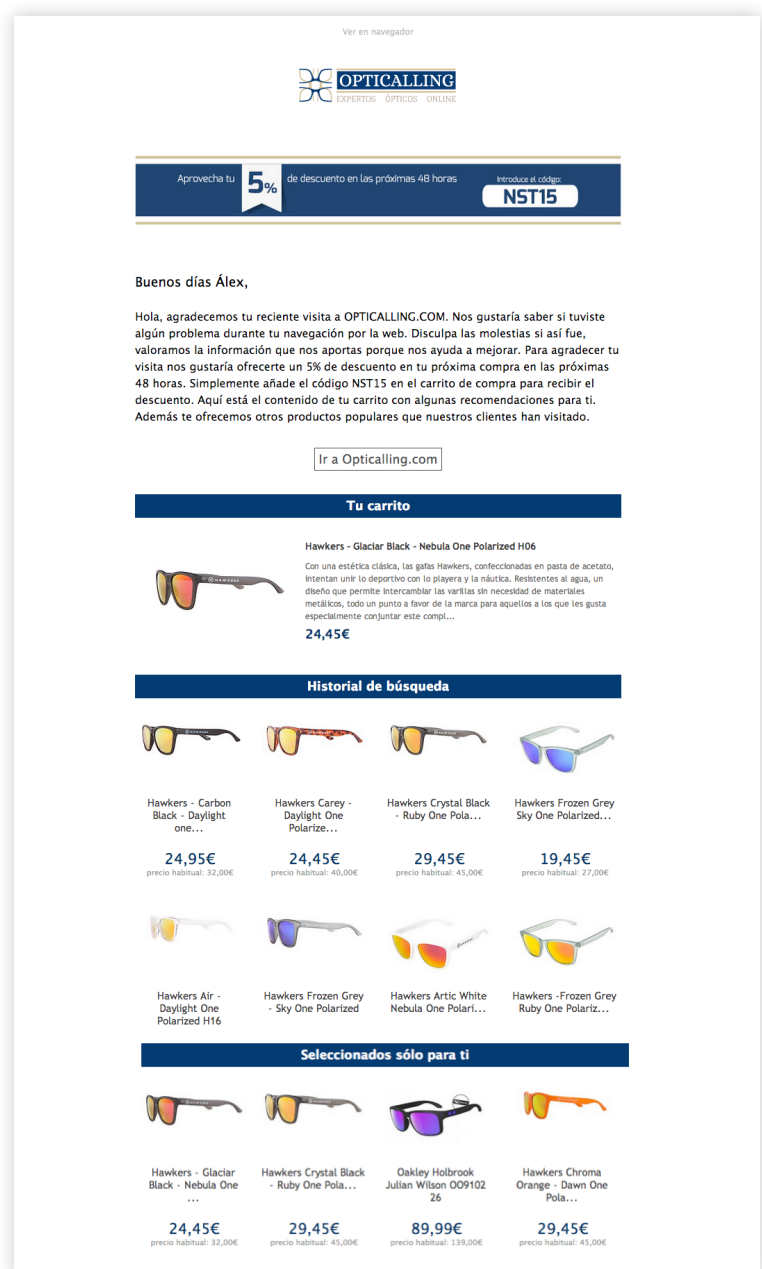 Ver en navegador
OPTICALLING
EXPERTOS ÓPTICOS ONLINE
Aprovecha tu 5% de descuento en las próximas 48 horas
Introduce el código:
NST15
Buenos días Álex,
Hola, agradecemos tu reciente visita a OPTICALLING.COM. Nos gustaría saber si tuviste
algún problema durante tu navegación por la web. Disculpa las molestias si así fue,
valoramos la información que nos aportas porque nos ayuda a mejorar. Para agradecer tu
visita nos gustaría ofrecerte un 5% de descuento en tu próxima compra en las próximas
48 horas. Simplemente añade el código NST15 en el carrito de compra para recibir el
descuento. Aquí está el contenido de tu carrito con algunas recomendaciones para ti.
Además te ofrecemos otros productos populares que nuestros clientes han visitado.
Ir a Opticalling.com
Tu carrito
Hawkers - Glaciar Black - Nebula One Polarized H06
Con una estética clásica, las gafas Hawkers, confeccionadas en pasta de acetato,
intentan unir lo deportivo con lo playera y la náutica. Resistentes al agua, un
diseño que permite intercambiar las varillas sin necesidad de materiales
metálicos, todo un punto a favor de la marca para aquellos a los que les gusta
especialmente conjuntar este compl...
24,45€
Historial de búsqueda
Hawkers - Carbon
Black - Daylight
one...
24,95€
precio habitual: 32,00€
Hawkers Carey -
Daylight One
Polarize...
24,45€
precio habitual: 40,00€
Hawkers Crystal Black
- Ruby One Pola...
29,45€
precio habitual: 45,00€
Hawkers Frozen Grey
Sky One Polarized...
19,45€
precio habitual: 27,00€
Hawkers Air -
Daylight One
Polarized H16
Hawkers Frozen Grey
- Sky One Polarized
Hawkers Artic White
Nebula One Polari...
Hawkers -Frozen Grey
Ruby One Polariz...
Seleccionados sólo para ti
Hawkers - Glaciar
Black - Nebula One
...
24,45€
precio habitual: 32,00€
Hawkers Crystal Black
- Ruby One Pola...
29,45€
precio habitual: 45,00€
Oakley Holbrook
Julian Wilson OO9102
26
89,99€
precio habitual: 139,00€
Hawkers Chroma
Orange - Dawn One
Pola...
29,45€
precio habitual: 45,00€